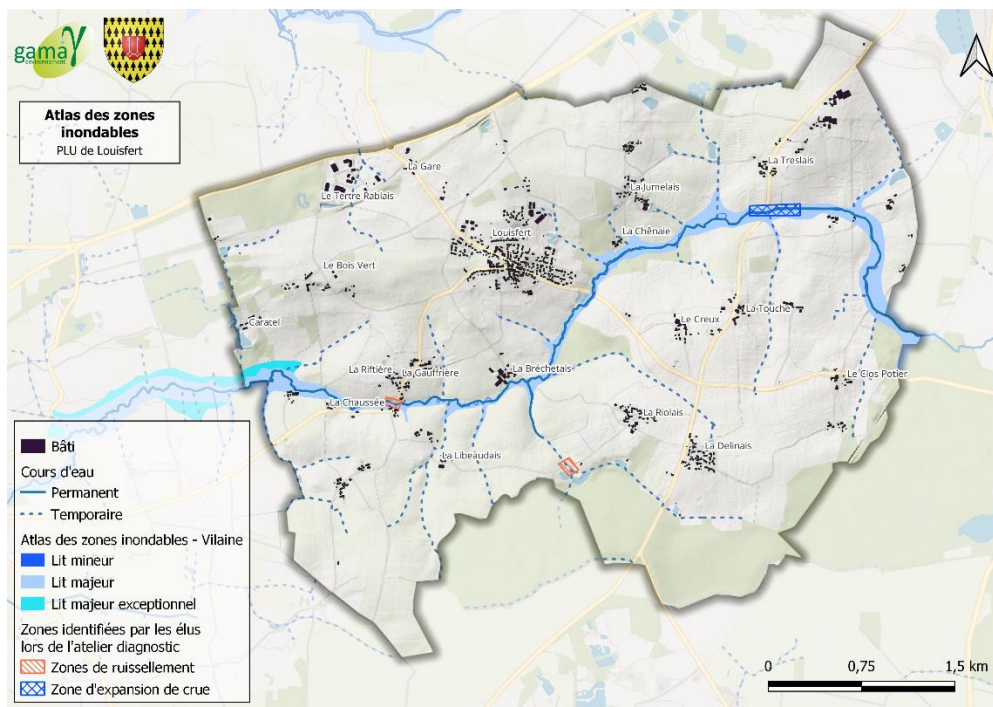 gama
environnement
Atlas des zones
inondables
PLU de Louisfert
La Gare
Le Tertre Rablais
La Treslais
La Jumelais
Louisfert
La Chênaie
Le Bois Vert
Caratel
Le Creux
La Touche
La Riftière
La Gauffrière
La Bréchetais
Le Clos Potier
La Chaussée
La Riolais
La Delinais
La Libeaudais
Bâti
Cours d'eau
Permanent
Temporaire
Atlas des zones inondables - Vilaine
Lit mineur
Lit majeur
Lit majeur exceptionnel
Zones identifiées par les élus
lors de l'atelier diagnostic
Zones de ruissellement
Zone d'expansion de crue
0 0,75 1,5 km